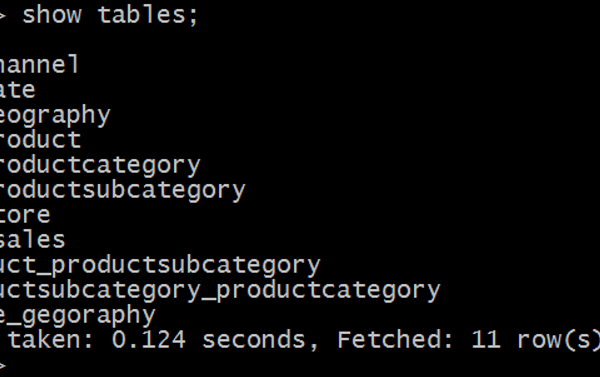 > show tables;
hannel
ate
eography
roduct
roductcategory
roductsubcategory
tore
sales
uct_productsubcategory
uctsubcategory_productcategory
e_gegoraphy
taken: 0.124 seconds, Fetched: 11 row(s)
>